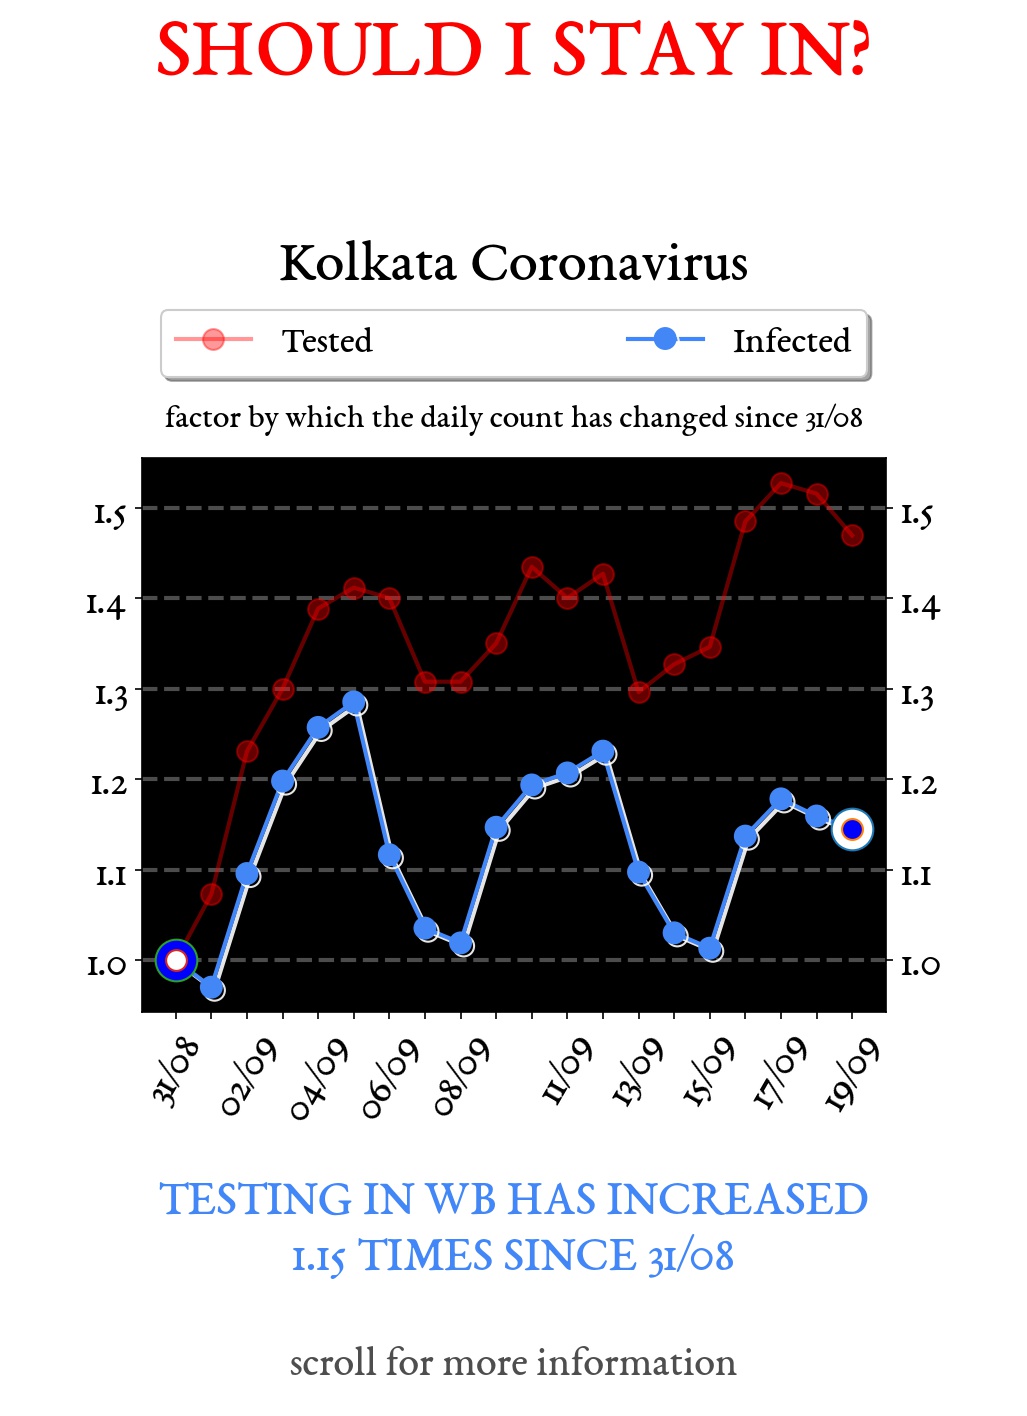 SHOULD I STAY IN?
Kolkata Coronavirus
Tested Infected
factor by which the daily count has changed since 31/08
1.5 1.5
1.4 1.4
1.3 1.3
1.2 1.2
1.1 1.1
1.0 1.0
31/08 02/09 04/09 06/09 08/09 11/09 13/09 15/09 17/09 19/09
TESTING IN WB HAS INCREASED
1.15 TIMES SINCE 31/08
scroll for more information